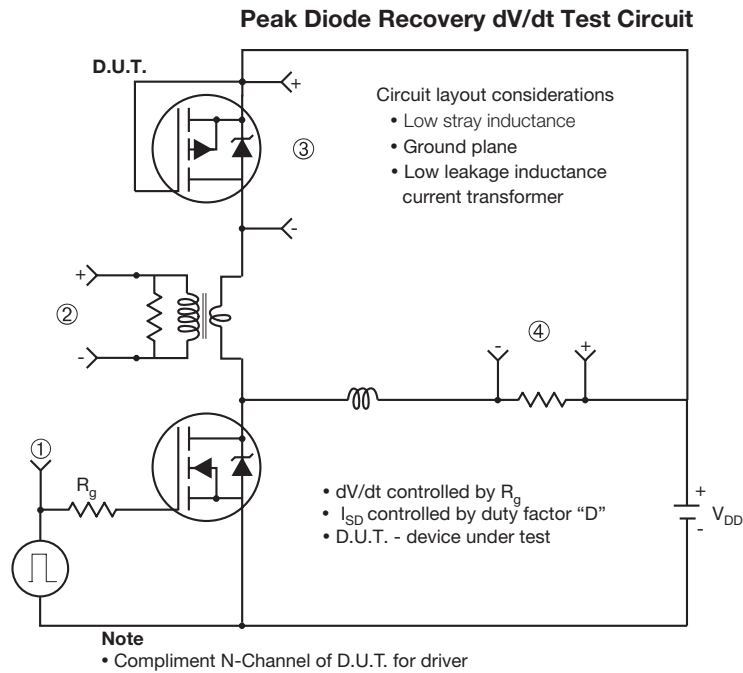 Peak Diode Recovery dV/dt Test Circuit
D.U.T.
+
Circuit layout considerations
• Low stray inductance
③
• Ground plane
• Low leakage inductance
current transformer
-
+
②
④
-
+
-
①
Rg
• dV/dt controlled by Rg
+
• ISD controlled by duty factor “D”
VDD
• D.U.T. - device under test
-
Note
• Compliment N-Channel of D.U.T. for driver